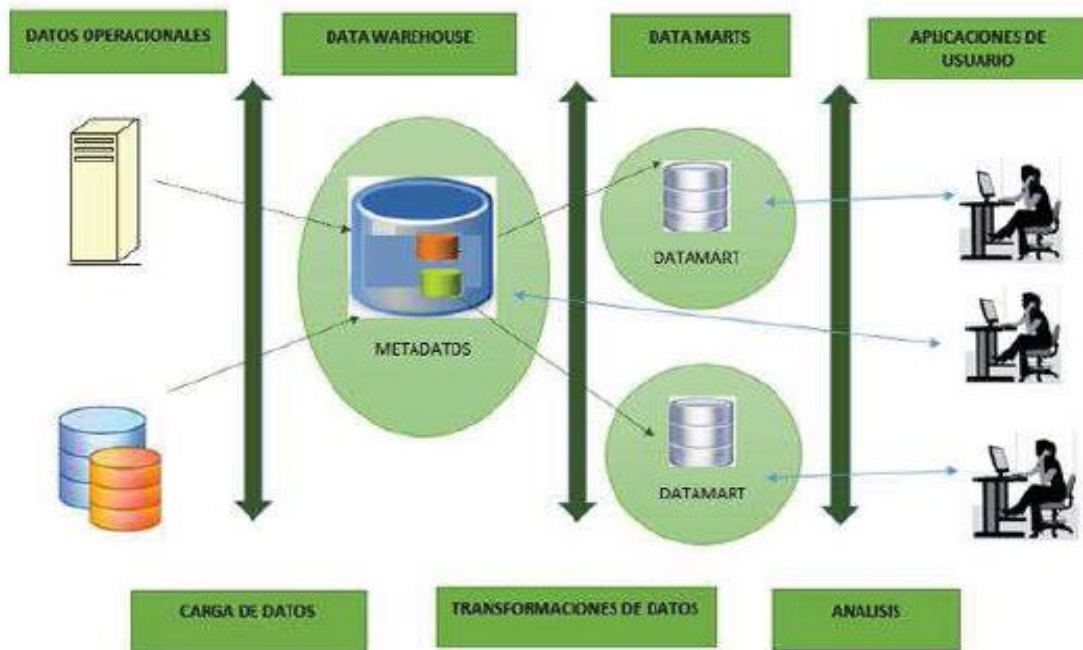 DATOS OPERACIONALES
DATA WAREHOUSE
DATA MARTS
APLICACIONES DE
USUARIO
DATAMART
METADATOS
DATAMART
CARGA DE DATOS
TRANSFORMACIONES DE DATOS
ANALISIS